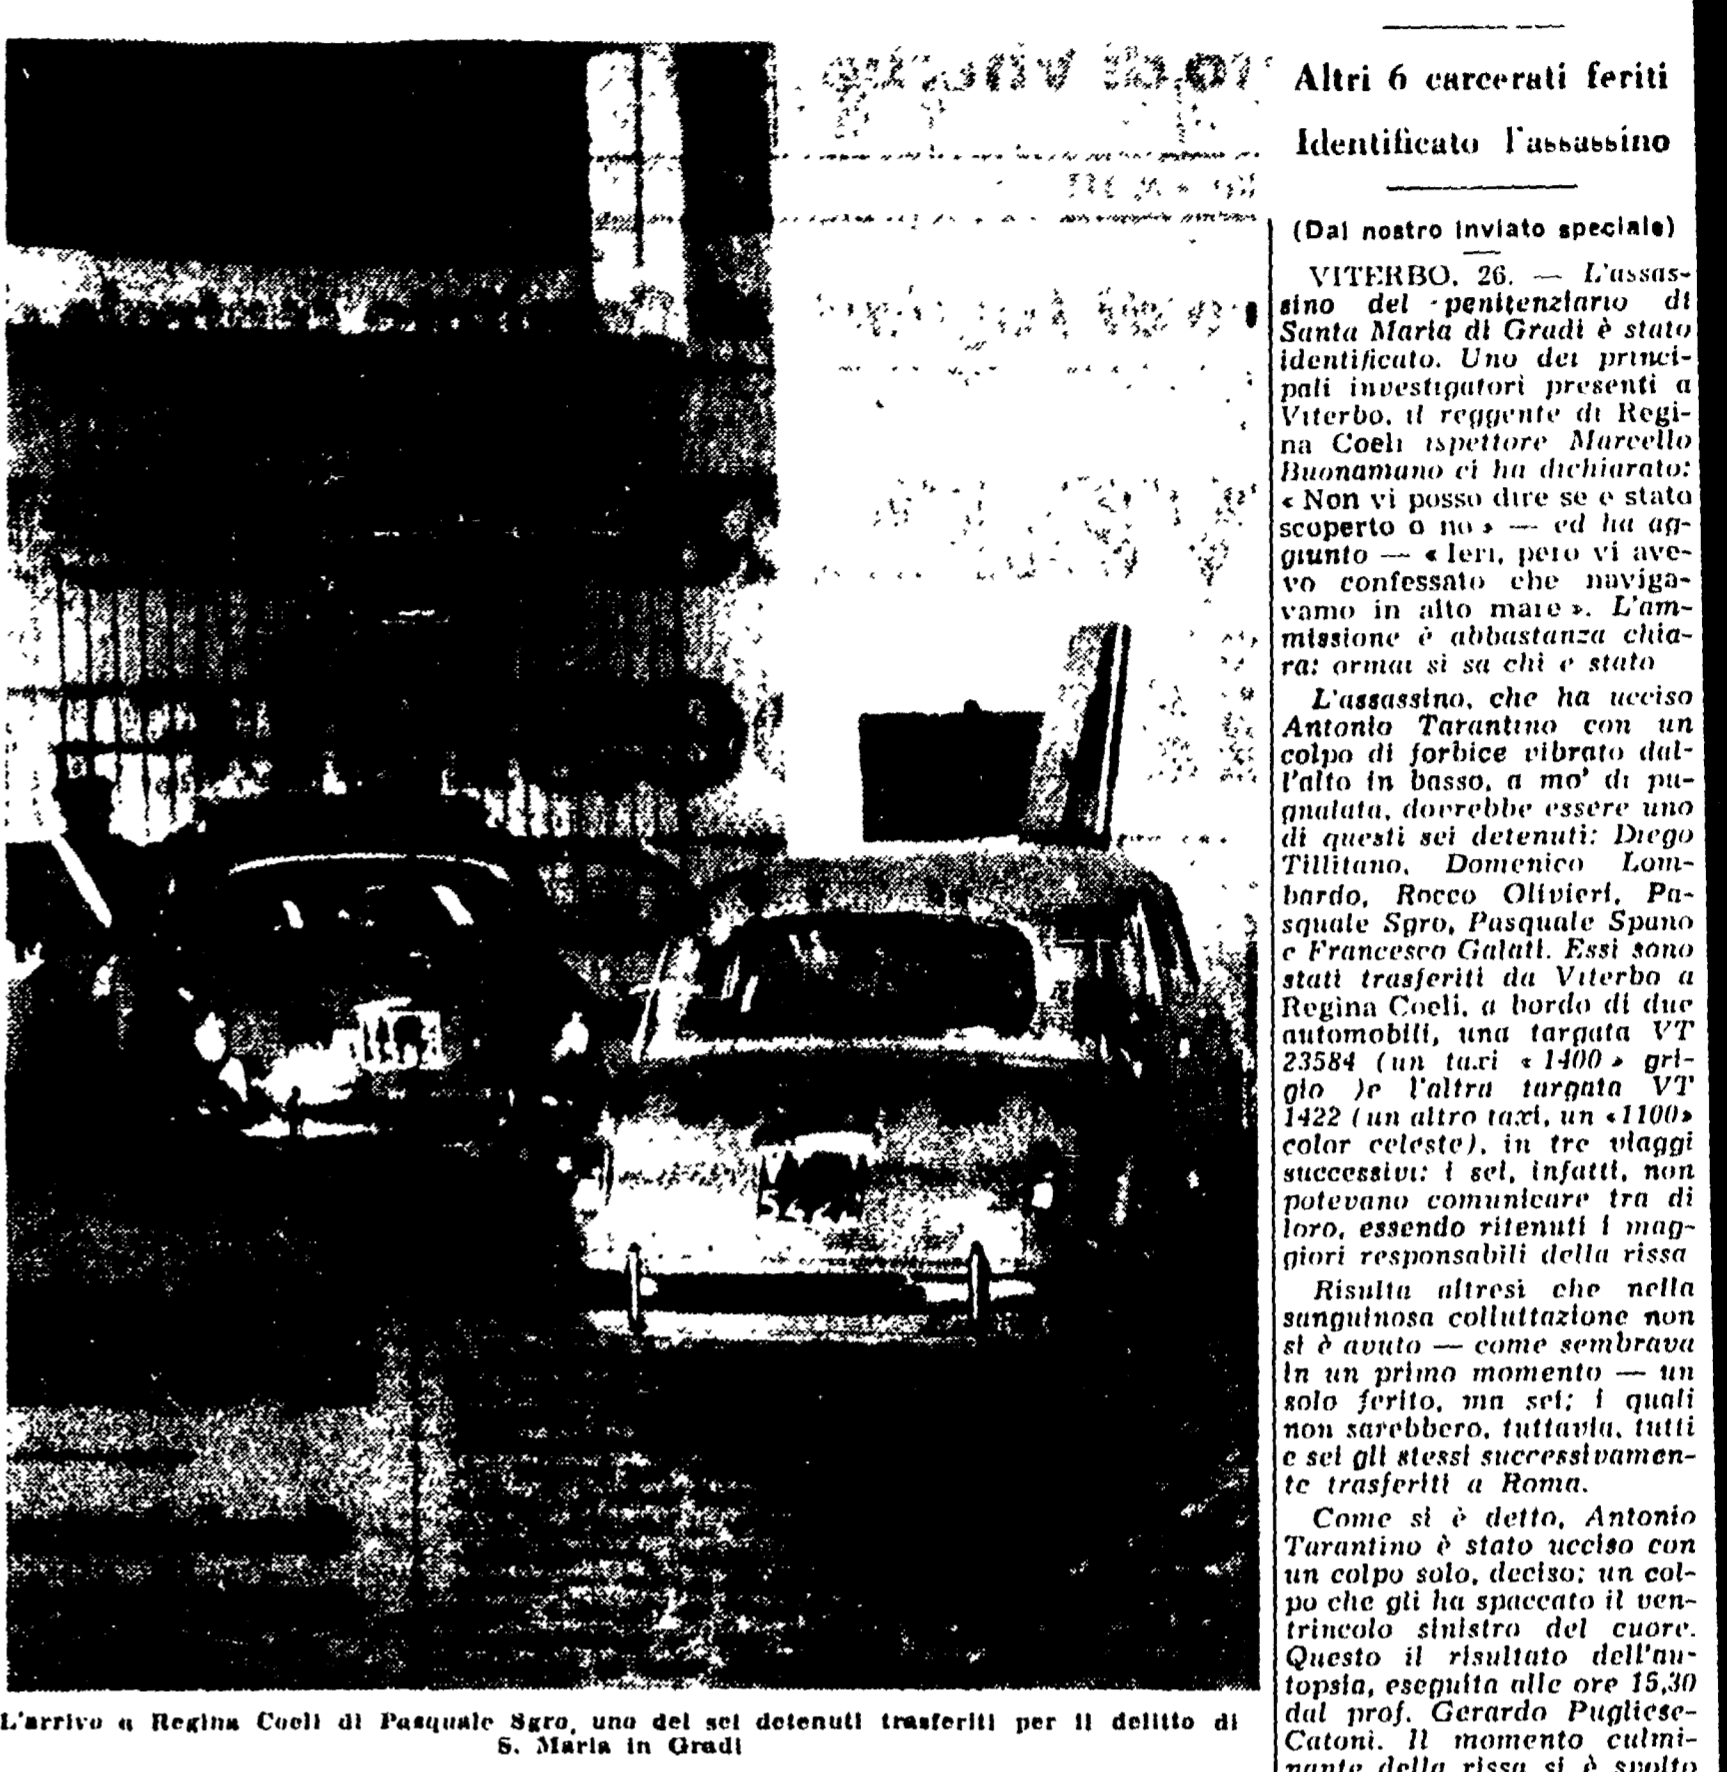 Altri 6 carcerati feriti
Identificato l'assassino
(Dal nostro inviato speciale)
VITERBO, 26. — L'assas-
sino del penitenziario di
Santa Maria di Gradi è stato
identificato. Uno dei princi-
pali investigatori presenti a
Viterbo, il reggente di Regi-
na Coeli ispettore Marcello
Buonamano ci ha dichiarato:
« Non vi posso dire se e stato
scoperto o no » — ed ha ag-
giunto — « Ieri, pero vi ave-
vo confessato che naviga-
vamo in alto mare ». L'am-
missione è abbastanza chia-
ra: ormai si sa chi e stato
L'assassino, che ha ucciso
Antonio Tarantino con un
colpo di forbice vibrato dal-
l'alto in basso, a mo' di pu-
gnalata, dovrebbe essere uno
di questi sei detenuti: Diego
Tillitano, Domenico Lom-
bardo, Rocco Olivieri, Pa-
squale Sgro, Pasquale Spano
e Francesco Galati. Essi sono
stati trasferiti da Viterbo a
Regina Coeli, a bordo di due
automobili, una targata VT
23584 (un taxi « 1400 » gri-
gio )e l'altra targata VT
1422 (un altro taxi, un «1100»
color celeste), in tre viaggi
successivi: i sei, infatti, non
potevano comunicare tra di
loro, essendo ritenuti i mag-
giori responsabili della rissa
Risulta altresì che nella
sanguinosa colluttazione non
si è avuto — come sembrava
in un primo momento — un
solo ferito, ma sei; i quali
non sarebbero, tuttavia, tutti
e sei gli stessi successivamen-
te trasferiti a Roma.
Come si è detto, Antonio
Tarantino è stato ucciso con
un colpo solo, deciso; un col-
po che gli ha spaccato il ven-
trincolo sinistro del cuore.
Questo il risultato dell'au-
topsia, eseguita alle ore 15,30
dal prof. Gerardo Pugliese-
Catoni. Il momento culmi-
nante della rissa si è svolto
L'arrivo a Regina Coeli di Pasquale Sgro, uno dei sei detenuti trasferiti per il delitto di
S. Maria in Gradi